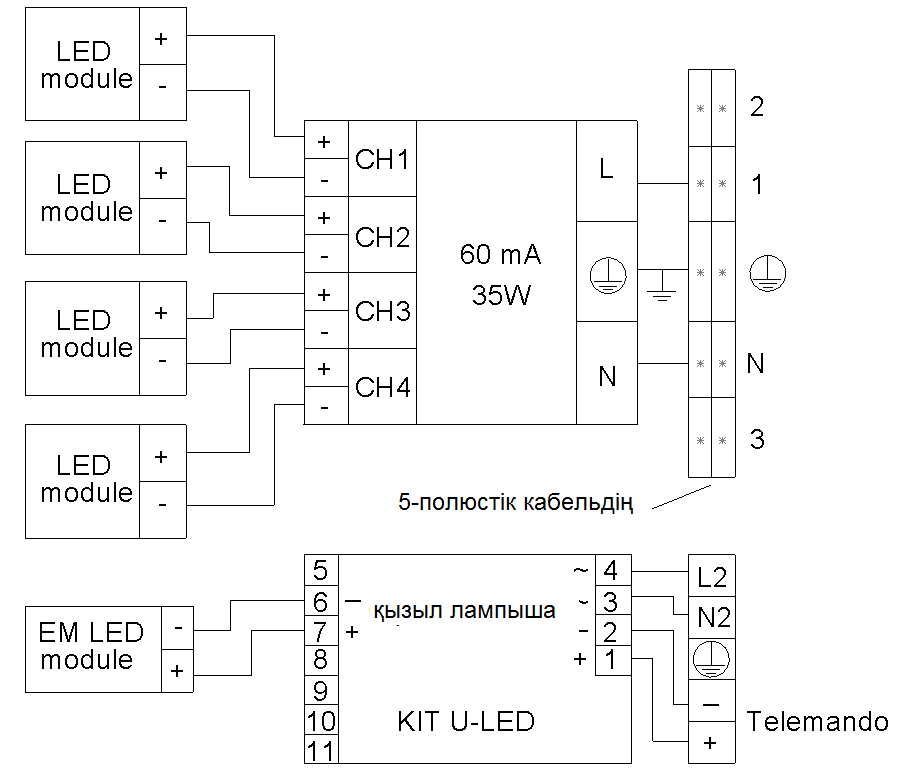 LED
module
+
-
LED
module
+
-
LED
module
+
-
LED
module
+
-
+
-
CH1
+
-
CH2
+
-
CH3
+
-
CH4
60 mA
35W
L
N
2
1
N
3
5-полюстік кабельдің
EM LED
module
-
+
5
6
7
8
9
10
11
–
+
қызыл лампыша
KIT U-LED
~ 4
~ 3
- 2
+ 1
L2
N2
–
+
Telemando